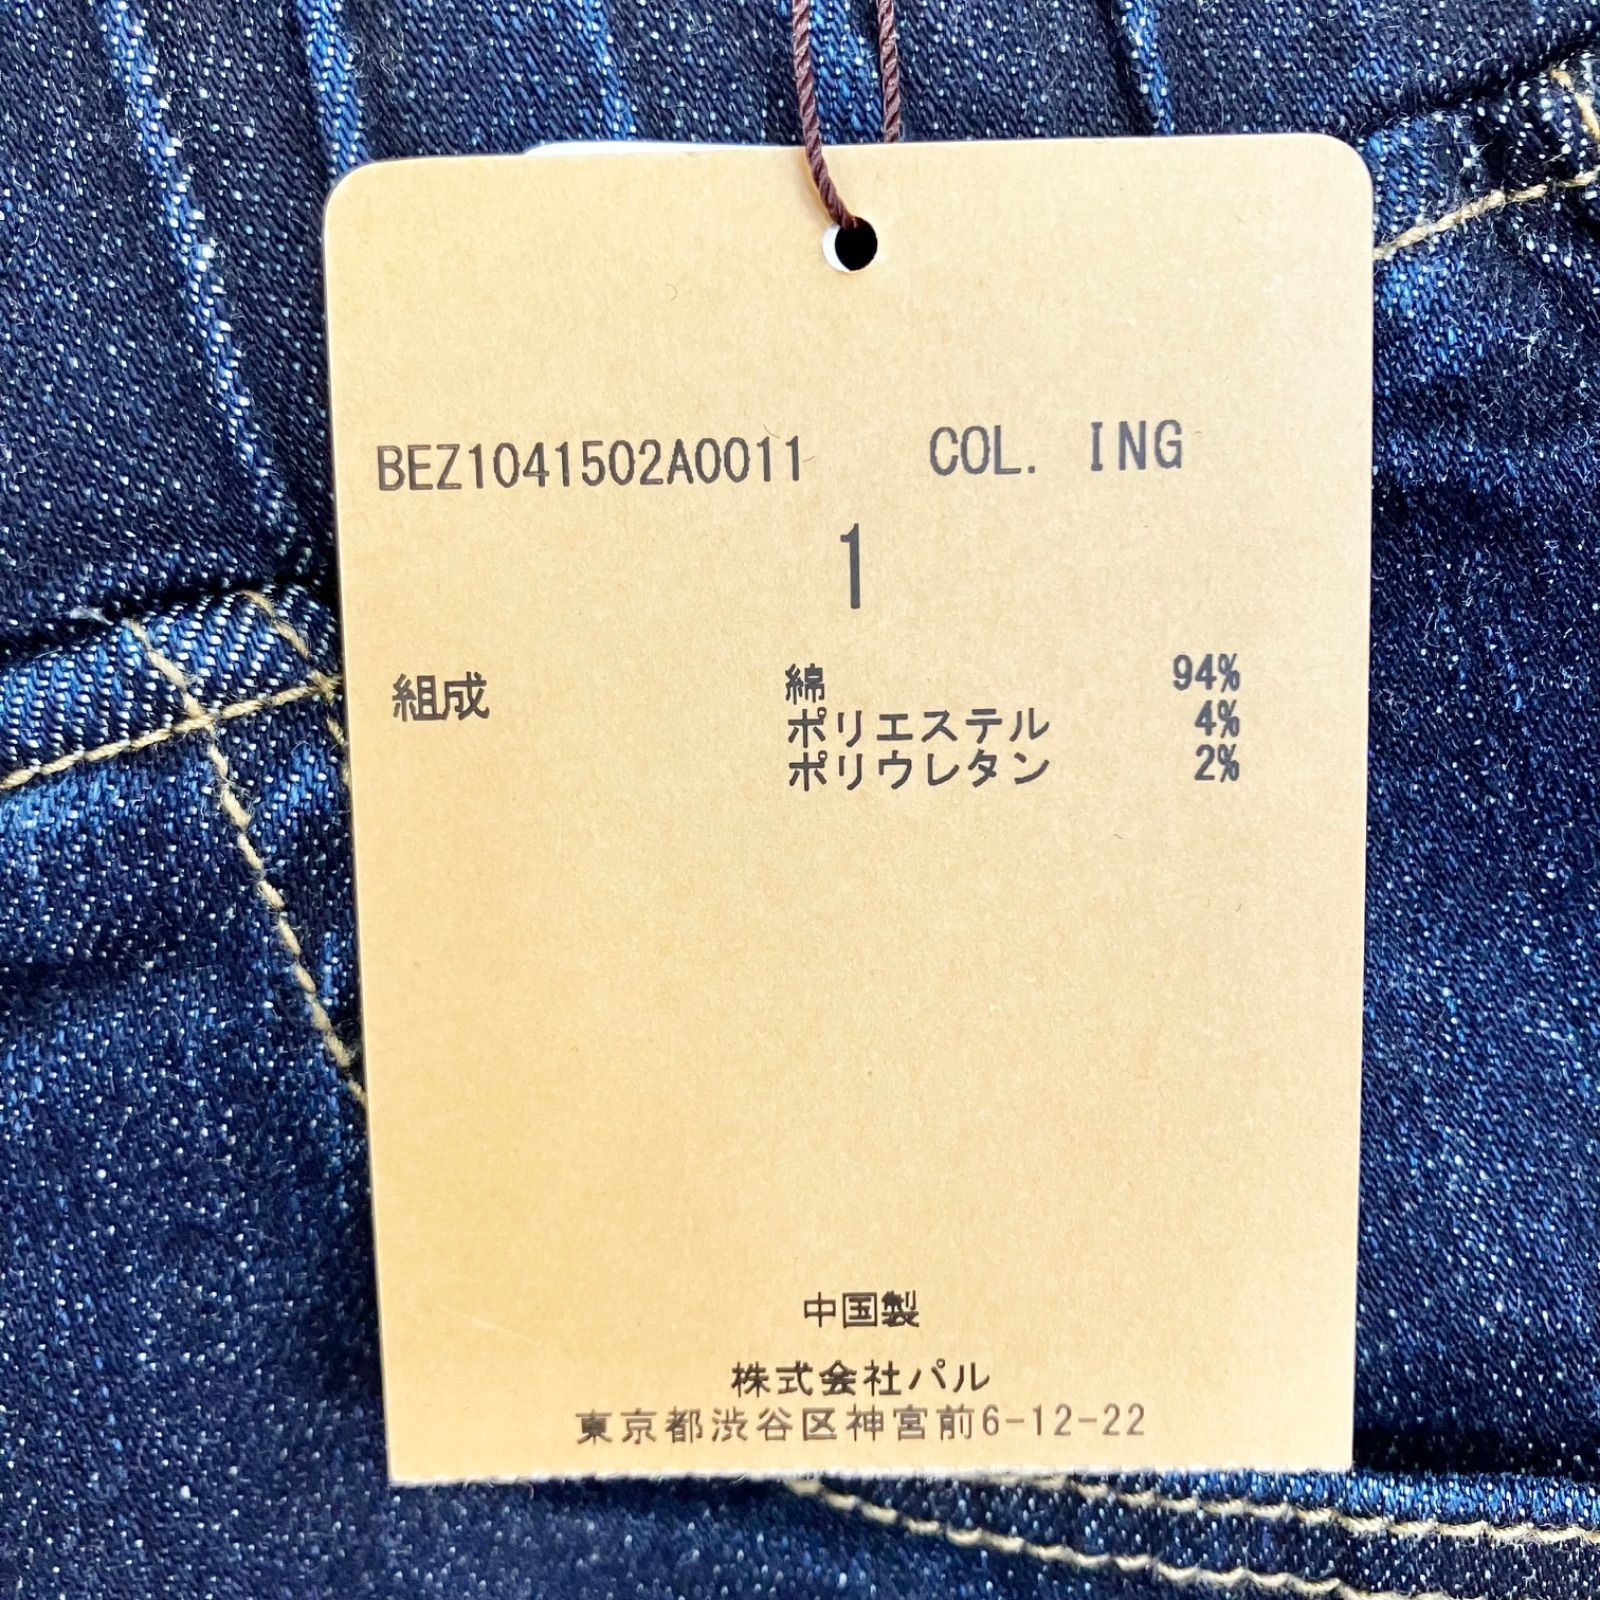 BEZ1041502A0011 COL. ING
1
組成 綿 94%
ポリエステル 4%
ポリウレタン 2%
中国製
株式会社パル
東京都渋谷区神宮前6-12-22